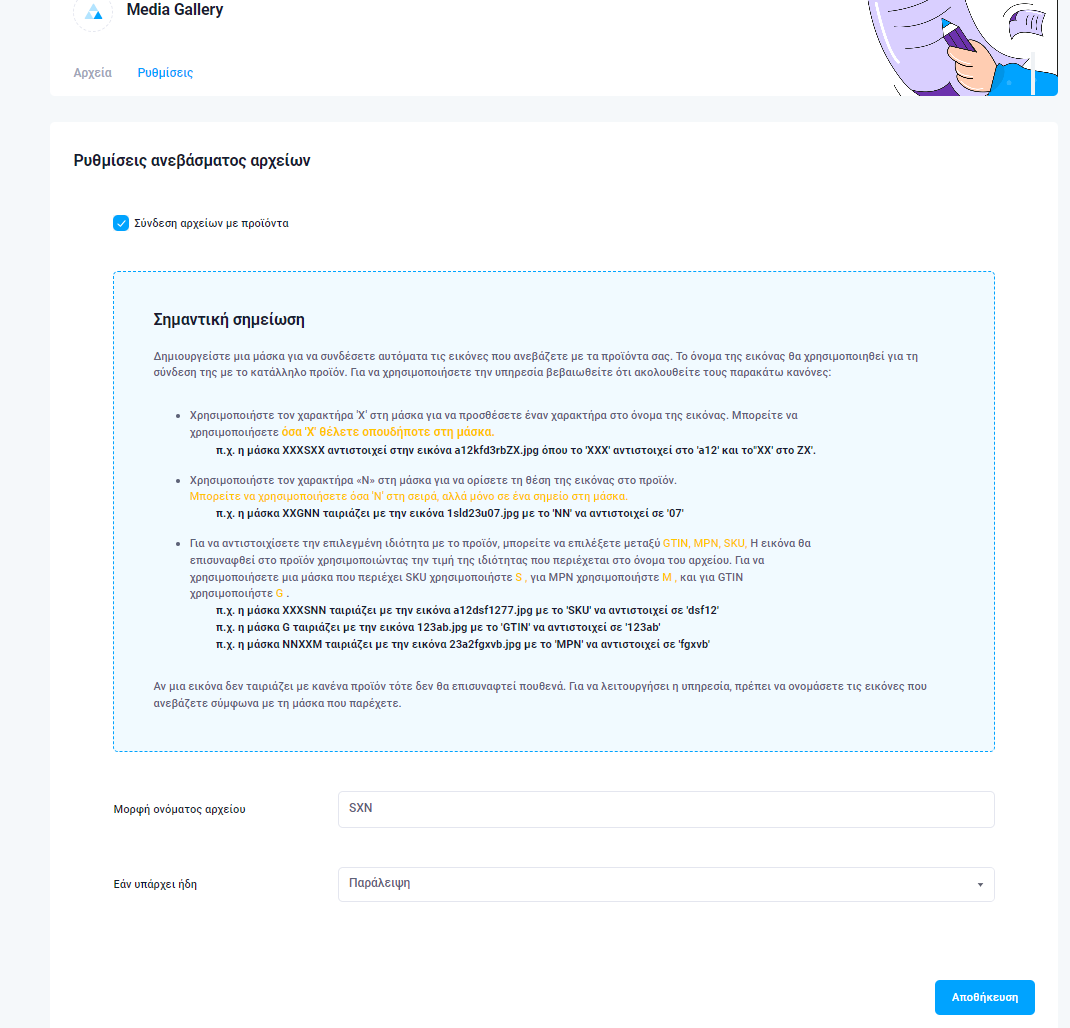 Media Gallery
Αρχεία Ρυθμίσεις
Ρυθμίσεις ανεβάσματος αρχείων
Σύνδεση αρχείων με προϊόντα
Σημαντική σημείωση
Δημιουργείστε μια μάσκα για να συνδέσετε αυτόματα τις εικόνες που ανεβάζετε με τα προϊόντα σας. Το όνομα της εικόνας θα χρησιμοποιηθεί για τη
σύνδεση της με το κατάλληλο προϊόν. Για να χρησιμοποιήσετε την υπηρεσία βεβαιωθείτε ότι ακολουθείτε τους παρακάτω κανόνες:
Χρησιμοποιήστε τον χαρακτήρα 'X' στη μάσκα για να προσθέσετε έναν χαρακτήρα στο όνομα της εικόνας. Μπορείτε να
χρησιμοποιήσετε όσα 'X' θέλετε οπουδήποτε στη μάσκα.
π.χ. η μάσκα XXXSXX αντιστοιχεί στην εικόνα a12kfd3rbZX.jpg όπου το 'XXX' αντιστοιχεί στο 'a12' και το"XX' στο ZX'.
Χρησιμοποιήστε τον χαρακτήρα «N» στη μάσκα για να ορίσετε τη θέση της εικόνας στο προϊόν.
Μπορείτε να χρησιμοποιήσετε όσα 'N' στη σειρά, αλλά μόνο σε ένα σημείο στη μάσκα.
π.χ. η μάσκα XXGNN ταιριάζει με την εικόνα 1sld23u07.jpg με το 'NN' να αντιστοιχεί σε '07'
Για να αντιστοιχίσετε την επιλεγμένη ιδιότητα με το προϊόν, μπορείτε να επιλέξετε μεταξύ GTIN, MPN, SKU, Η εικόνα θα
επισυναφθεί στο προϊόν χρησιμοποιώντας την τιμή της ιδιότητας που περιέχεται στο όνομα του αρχείου. Για να
χρησιμοποιήσετε μια μάσκα που περιέχει SKU χρησιμοποιήστε S , για MPN χρησιμοποιήστε M , και για GTIN
χρησιμοποιήστε G .
π.χ. η μάσκα XXXSNN ταιριάζει με την εικόνα a12dsf1277.jpg με το 'SKU' να αντιστοιχεί σε 'dsf12'
π.χ. η μάσκα G ταιριάζει με την εικόνα 123ab.jpg με το 'GTIN' να αντιστοιχεί σε '123ab'
π.χ. η μάσκα NNXXM ταιριάζει με την εικόνα 23a2fgxvb.jpg με το 'MPN' να αντιστοιχεί σε 'fgxvb'
Αν μια εικόνα δεν ταιριάζει με κανένα προϊόν τότε δεν θα επισυναφτεί πουθενά. Για να λειτουργήσει η υπηρεσία, πρέπει να ονομάσετε τις εικόνες που
ανεβάζετε σύμφωνα με τη μάσκα που παρέχετε.
Μορφή ονόματος αρχείου SXN
Εάν υπάρχει ήδη Παράλειψη
Αποθήκευση